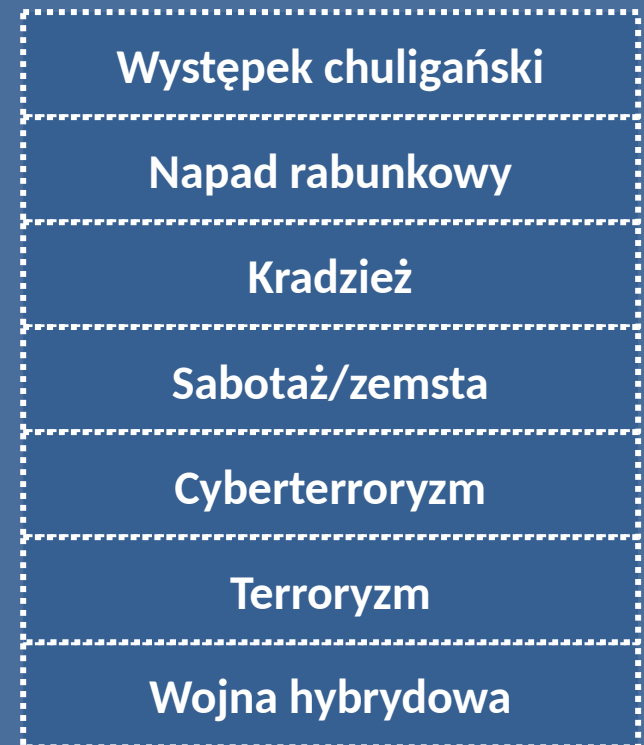 Występek chuligański
Napad rabunkowy
Kradzież
Sabotaż/zemsta
Cyberterroryzm
Terroryzm
Wojna hybrydowa